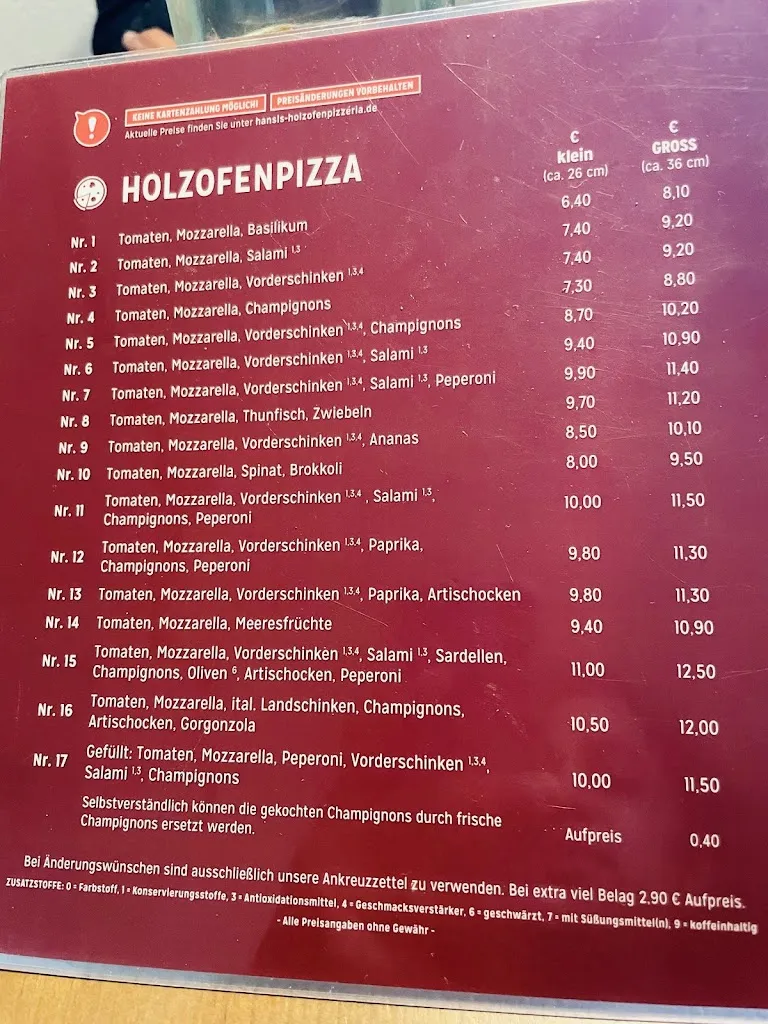 KEINE KARTENZAHLUNG MÖGLICH! PREISÄNDERUNGEN VORBEHALTEN
Aktuelle Preise finden Sie unter hansis-holzofenpizzeria.de
HOLZOFENPIZZA
€ klein (ca. 26 cm)
€ GROSS (ca. 36 cm)
Nr. 1 Tomaten, Mozzarella, Basilikum 6,40 8,10
Nr. 2 Tomaten, Mozzarella, Salami 1,3 7,40 9,20
Nr. 3 Tomaten, Mozzarella, Vorderschinken 1,3,4 7,40 9,20
Nr. 4 Tomaten, Mozzarella, Champignons 7,30 8,80
Nr. 5 Tomaten, Mozzarella, Vorderschinken 1,3,4, Champignons 8,70 10,20
Nr. 6 Tomaten, Mozzarella, Vorderschinken 1,3,4, Salami 1,3 9,40 10,90
Nr. 7 Tomaten, Mozzarella, Vorderschinken 1,3,4, Salami 1,3, Peperoni 9,90 11,40
Nr. 8 Tomaten, Mozzarella, Thunfisch, Zwiebeln 9,70 11,20
Nr. 9 Tomaten, Mozzarella, Vorderschinken 1,3,4, Ananas 8,50 10,10
Nr. 10 Tomaten, Mozzarella, Spinat, Brokkoli 8,00 9,50
Nr. 11 Tomaten, Mozzarella, Vorderschinken 1,3,4 , Salami 1,3,
Champignons, Peperoni 10,00 11,50
Nr. 12 Tomaten, Mozzarella, Vorderschinken 1,3,4, Paprika,
Champignons, Peperoni 9,80 11,30
Nr. 13 Tomaten, Mozzarella, Vorderschinken 1,3,4, Paprika, Artischocken 9,80 11,30
Nr. 14 Tomaten, Mozzarella, Meeresfrüchte 9,40 10,90
Nr. 15 Tomaten, Mozzarella, Vorderschinken 1,3,4, Salami 1,3, Sardellen,
Champignons, Oliven 6, Artischocken, Peperoni 11,00 12,50
Nr. 16 Tomaten, Mozzarella, ital. Landschinken, Champignons,
Artischocken, Gorgonzola 10,50 12,00
Nr. 17 Gefüllt: Tomaten, Mozzarella, Peperoni, Vorderschinken 1,3,4,
Salami 1,3, Champignons 10,00 11,50
Selbstverständlich können die gekochten Champignons durch frische
Champignons ersetzt werden. Aufpreis 0,40
Bei Änderungswünschen sind ausschließlich unsere Ankreuzzettel zu verwenden. Bei extra viel Belag 2,90 € Aufpreis.
ZUSATZSTOFFE: 0 = Farbstoff, 1 = Konservierungsstoffe, 3 = Antioxidationsmittel, 4 = Geschmacksverstärker, 6 = geschwärzt, 7 = mit Süßungsmittel(n), 9 = koffeinhaltig
- Alle Preisangaben ohne Gewähr -